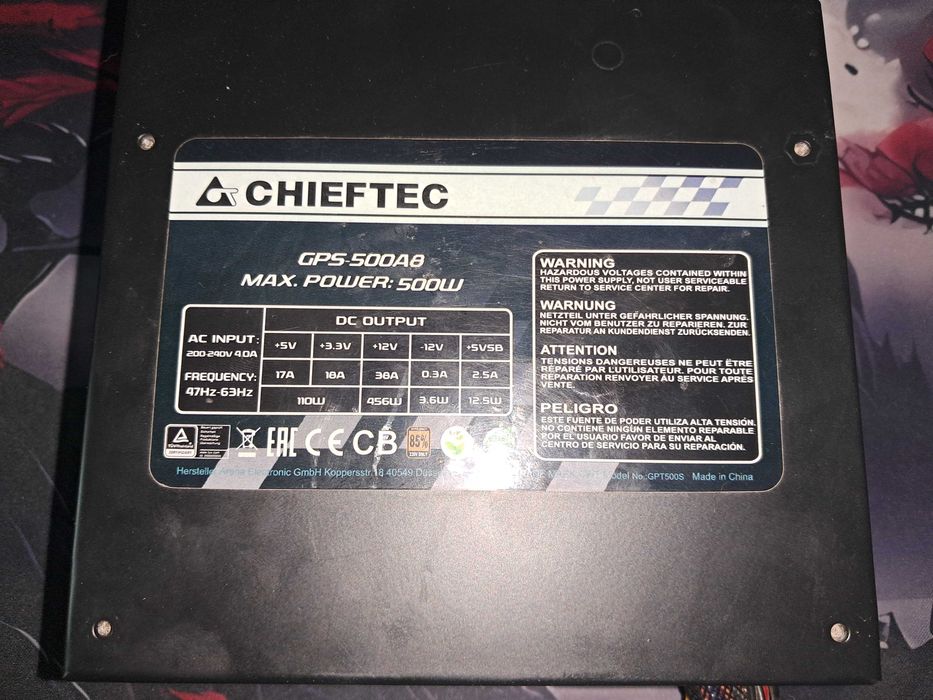 CHIEFTEC
GPS-500A8
MAX. POWER: 500W
AC INPUT:
200-240V 4.0A
FREQUENCY:
47Hz-63Hz
DC OUTPUT
+5V +3.3V +12V -12V +5VSB
17A 18A 38A 0.3A 2.5A
110W 456W 3.6W 12.5W
WARNING
HAZARDOUS VOLTAGES CONTAINED WITHIN
THIS POWER SUPPLY, NOT USER SERVICEABLE
RETURN TO SERVICE CENTER FOR REPAIR.
WARNUNG
NETZTEIL UNTER GEFÄHRLICHER SPANNUNG.
NICHT VOM BENUTZER ZU REPARIEREN. ZUR
REPARATUR AN KUNDENDIENST ZURÜCKSENDEN.
ATTENTION
TENSIONS DANGEREUSES NE PEUT ÊTRE
RÉPARÉ PAR L'UTILISATEUR. POUR TOUTE
RÉPARATION RENVOYER AU SERVICE APRÈS
VENTE.
PELIGRO
ESTE FUENTE DE PODER UTILIZA ALTA TENSIÓN.
NO CONTIENE NINGÚN ELEMENTO REPARABLE
POR EL USUARIO FAVOR DE ENVIAR AL
CENTRO DE SERVICIO PARA SU REPARACIÓN.
EAC CE CB 85%
230V ONLY
Electronic GmbH Koppersstr.18 40549 No.:GPT500S Made in China